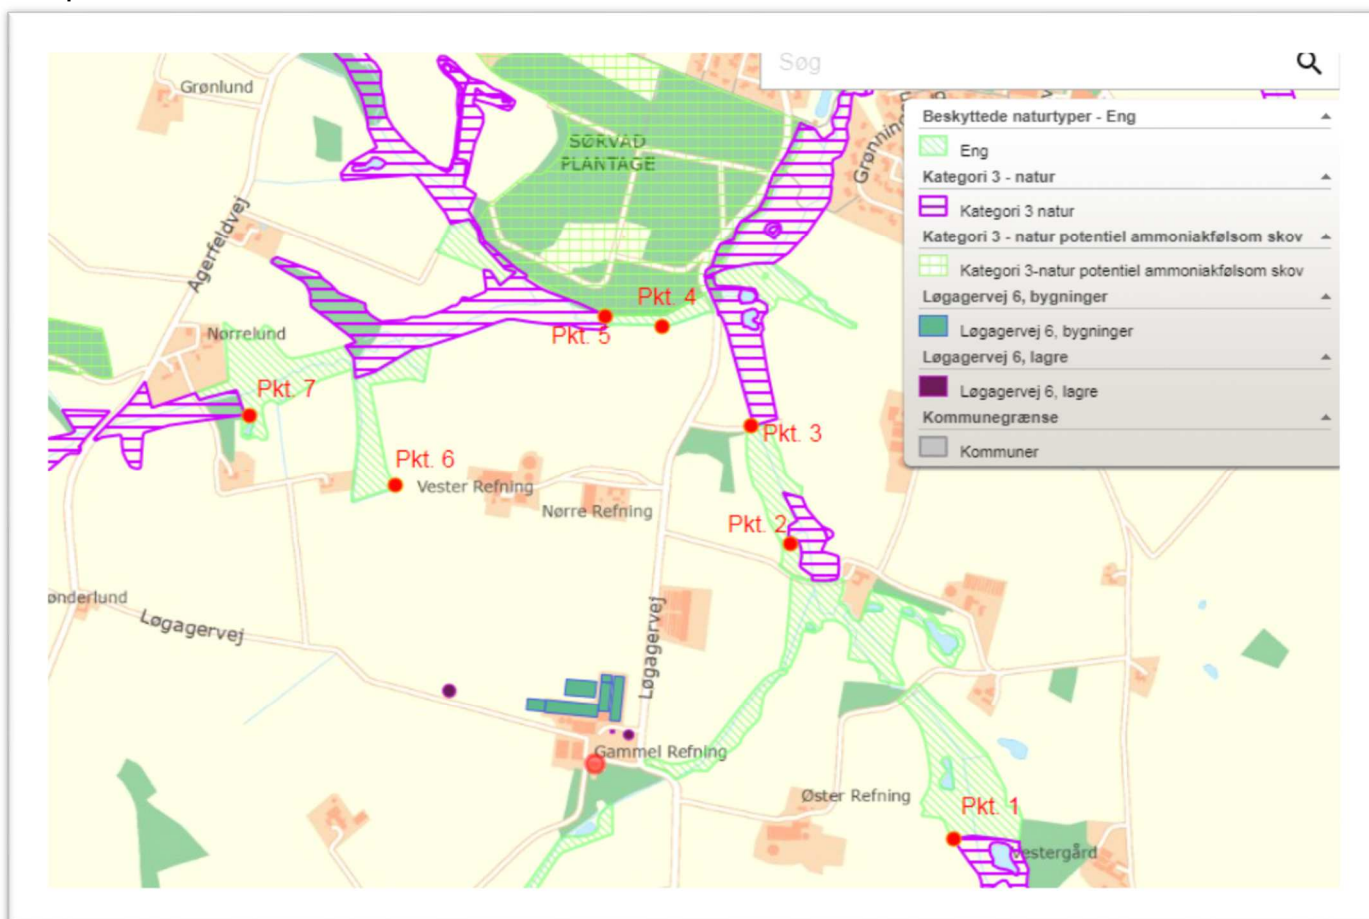 Søg
Grønlund
SØRVAD
PLANTAGE
Agerfeldvej
Pkt. 4
Pkt. 5
Nørrelund
Pkt. 7
Pkt. 3
Pkt. 6
Vester Refning
Nørre Refning
Pkt. 2
ønderlund
Løgagervej
Løgagervej
Gammel Refning
Øster Refning
Pkt. 1
Vestergård
Beskyttede naturtyper - Eng
Eng
Kategori 3 - natur
Kategori 3 natur
Kategori 3 - natur potentiel ammoniakfølsom skov
Kategori 3-natur potentiel ammoniakfølsom skov
Løgagervej 6, bygninger
Løgagervej 6, bygninger
Løgagervej 6, lagre
Løgagervej 6, lagre
Kommunegrænse
Kommuner